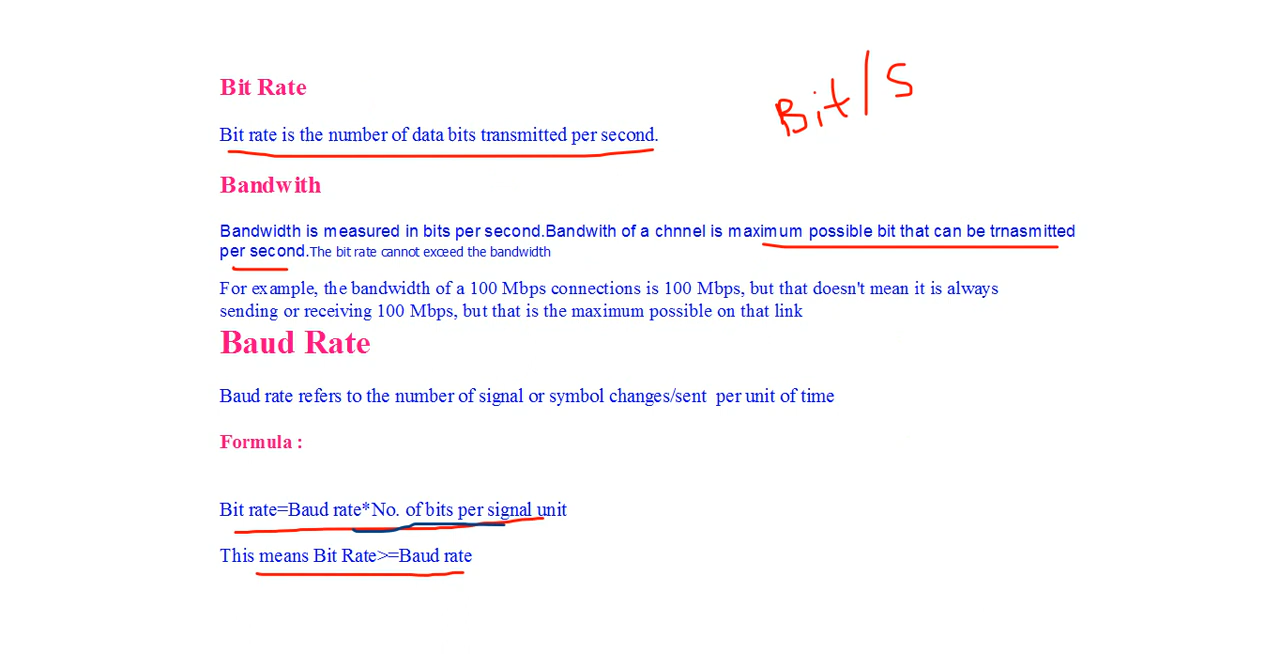 Bit/S
Bit Rate
Bit rate is the number of data bits transmitted per second.
Bandwith
Bandwidth is measured in bits per second.Bandwith of a chnnel is maximum possible bit that can be trnasmitted
per second.The bit rate cannot exceed the bandwidth
For example, the bandwidth of a 100 Mbps connections is 100 Mbps, but that doesn't mean it is always
sending or receiving 100 Mbps, but that is the maximum possible on that link
Baud Rate
Baud rate refers to the number of signal or symbol changes/sent  per unit of time
Formula :
Bit rate=Baud rate*No. of bits per signal unit
This means Bit Rate>=Baud rate